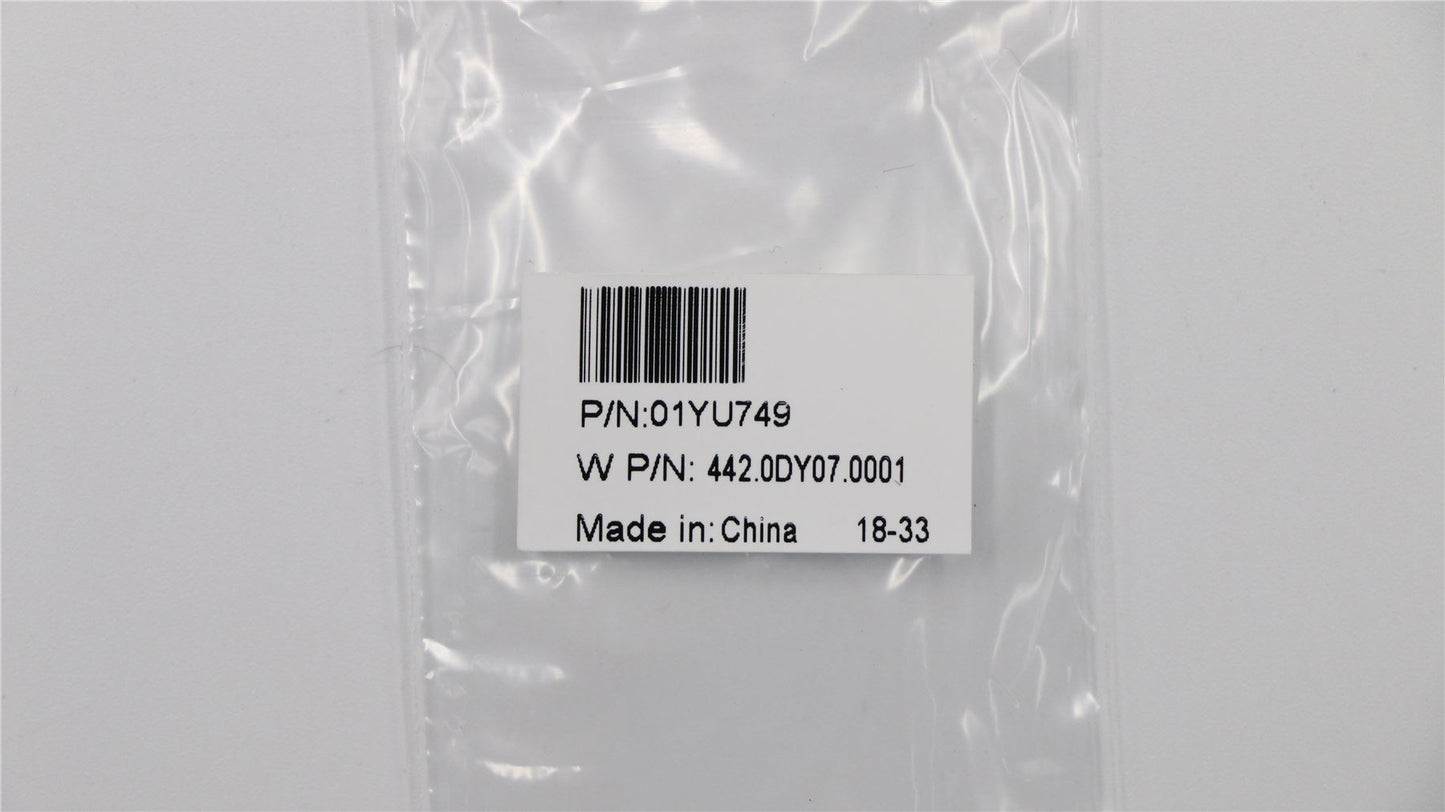 P/N:01YU749
W P/N: 442.0DY07.0001
Made in: China 18-33